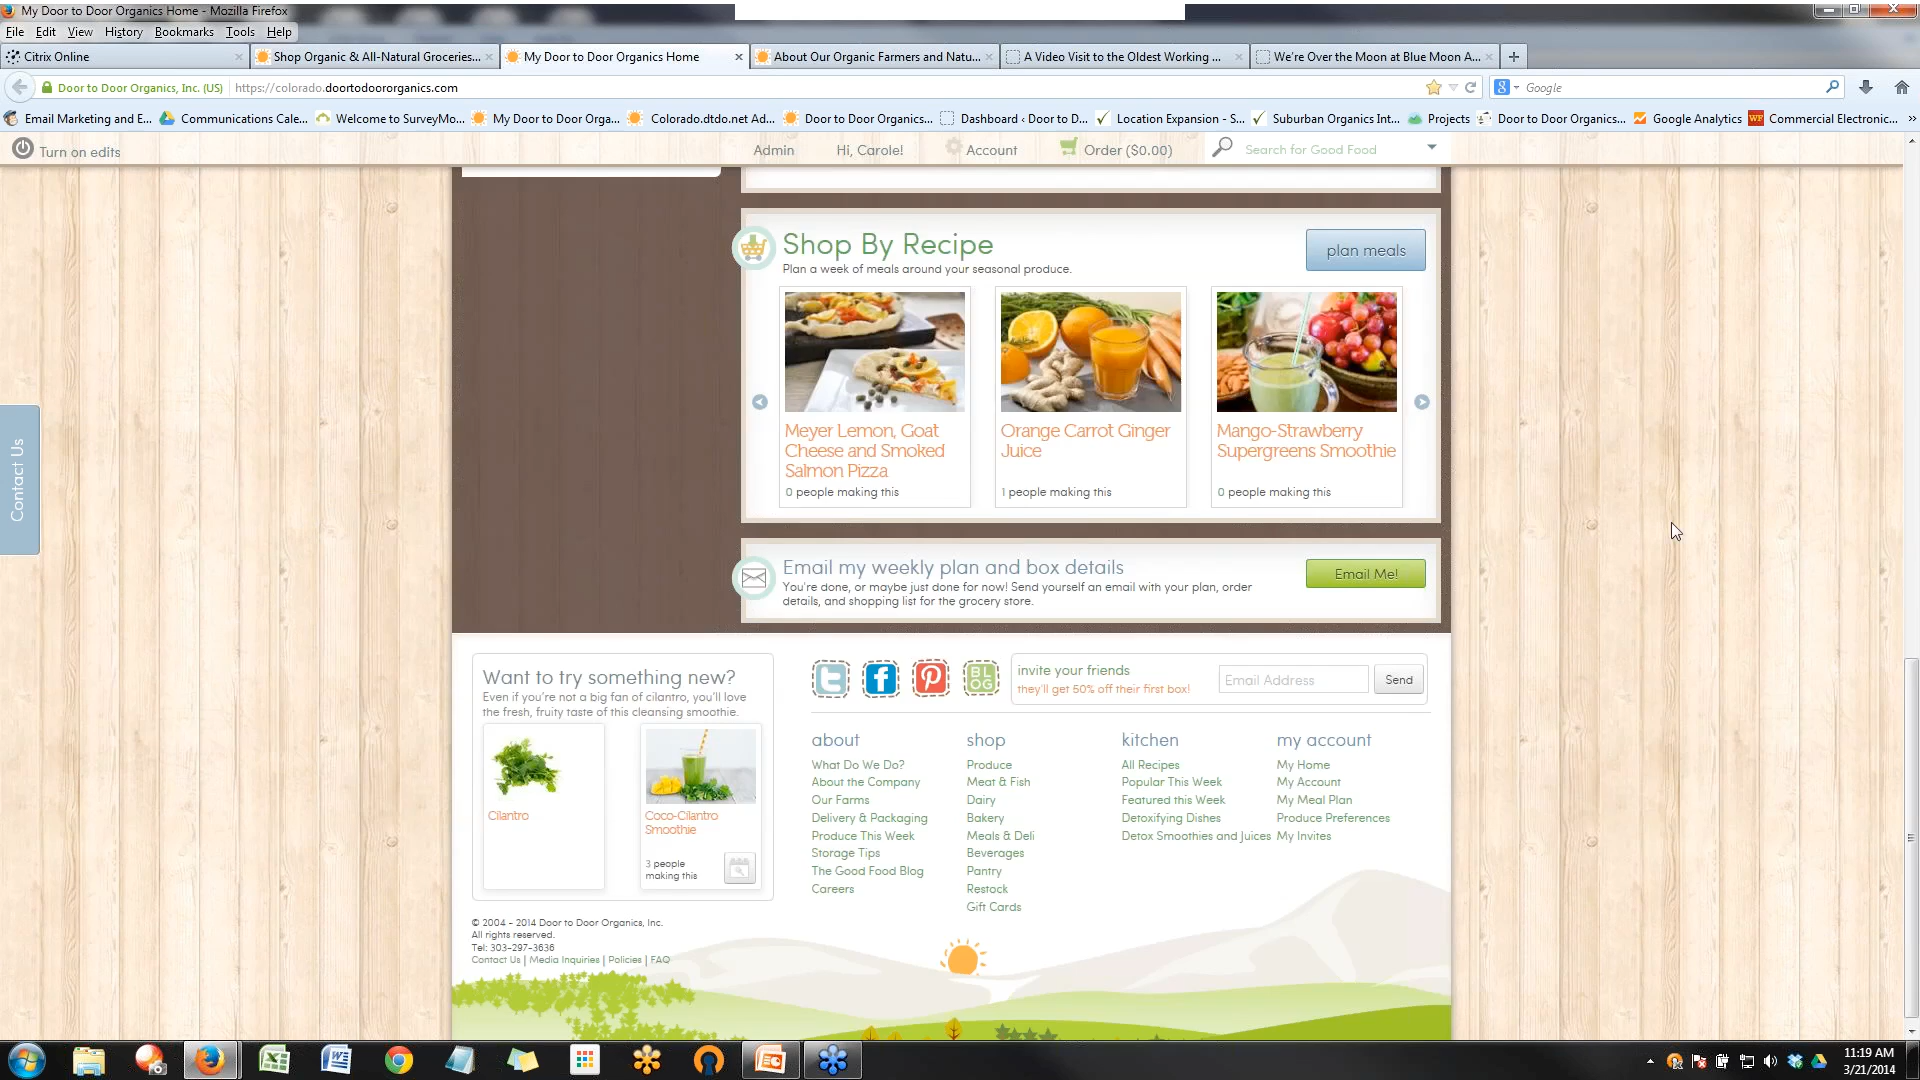 My Door to Door Organics Home - Mozilla Firefox
File Edit View History Bookmarks Tools Help
Citrix Online
Shop Organic & All-Natural Groceries...
My Door to Door Organics Home
About Our Organic Farmers and Natu...
A Video Visit to the Oldest Working ...
We're Over the Moon at Blue Moon A...
Door to Door Organics, Inc. (US)
https://colorado.doortodoororganics.com
Google
Email Marketing and E...
Communications Cale...
Welcome to SurveyMo...
My Door to Door Orga...
Colorado.dtdo.net Ad...
Door to Door Organics...
Dashboard ‹ Door to D...
Location Expansion - S...
Suburban Organics Int...
Projects
Door to Door Organics...
Google Analytics
WF
Commercial Electronic...
Turn on edits
Admin
Hi, Carole!
Account
Order ($0.00)
Search for Good Food
Contact Us
Shop By Recipe
Plan a week of meals around your seasonal produce.
plan meals
Meyer Lemon, Goat
Cheese and Smoked
Salmon Pizza
0 people making this
Orange Carrot Ginger
Juice
1 people making this
Mango-Strawberry
Supergreens Smoothie
0 people making this
Email my weekly plan and box details
You're done, or maybe just done for now! Send yourself an email with your plan, order
details, and shopping list for the grocery store.
Email Me!
Want to try something new?
Even if you're not a big fan of cilantro, you'll love
the fresh, fruity taste of this cleansing smoothie.
Cilantro
Coco-Cilantro
Smoothie
3 people
making this
BL
OG
invite your friends
they'll get 50% off their first box!
Email Address
Send
about
What Do We Do?
About the Company
Our Farms
Delivery & Packaging
Produce This Week
Storage Tips
The Good Food Blog
Careers
shop
Produce
Meat & Fish
Dairy
Bakery
Meals & Deli
Beverages
Pantry
Restock
Gift Cards
kitchen
All Recipes
Popular This Week
Featured this Week
Detoxifying Dishes
Detox Smoothies and Juices
my account
My Home
My Account
My Meal Plan
Produce Preferences
My Invites
© 2004 - 2014 Door to Door Organics, Inc.
All rights reserved.
Tel: 303-297-3636
Contact Us | Media Inquiries | Policies | FAQ
11:19 AM
3/21/2014